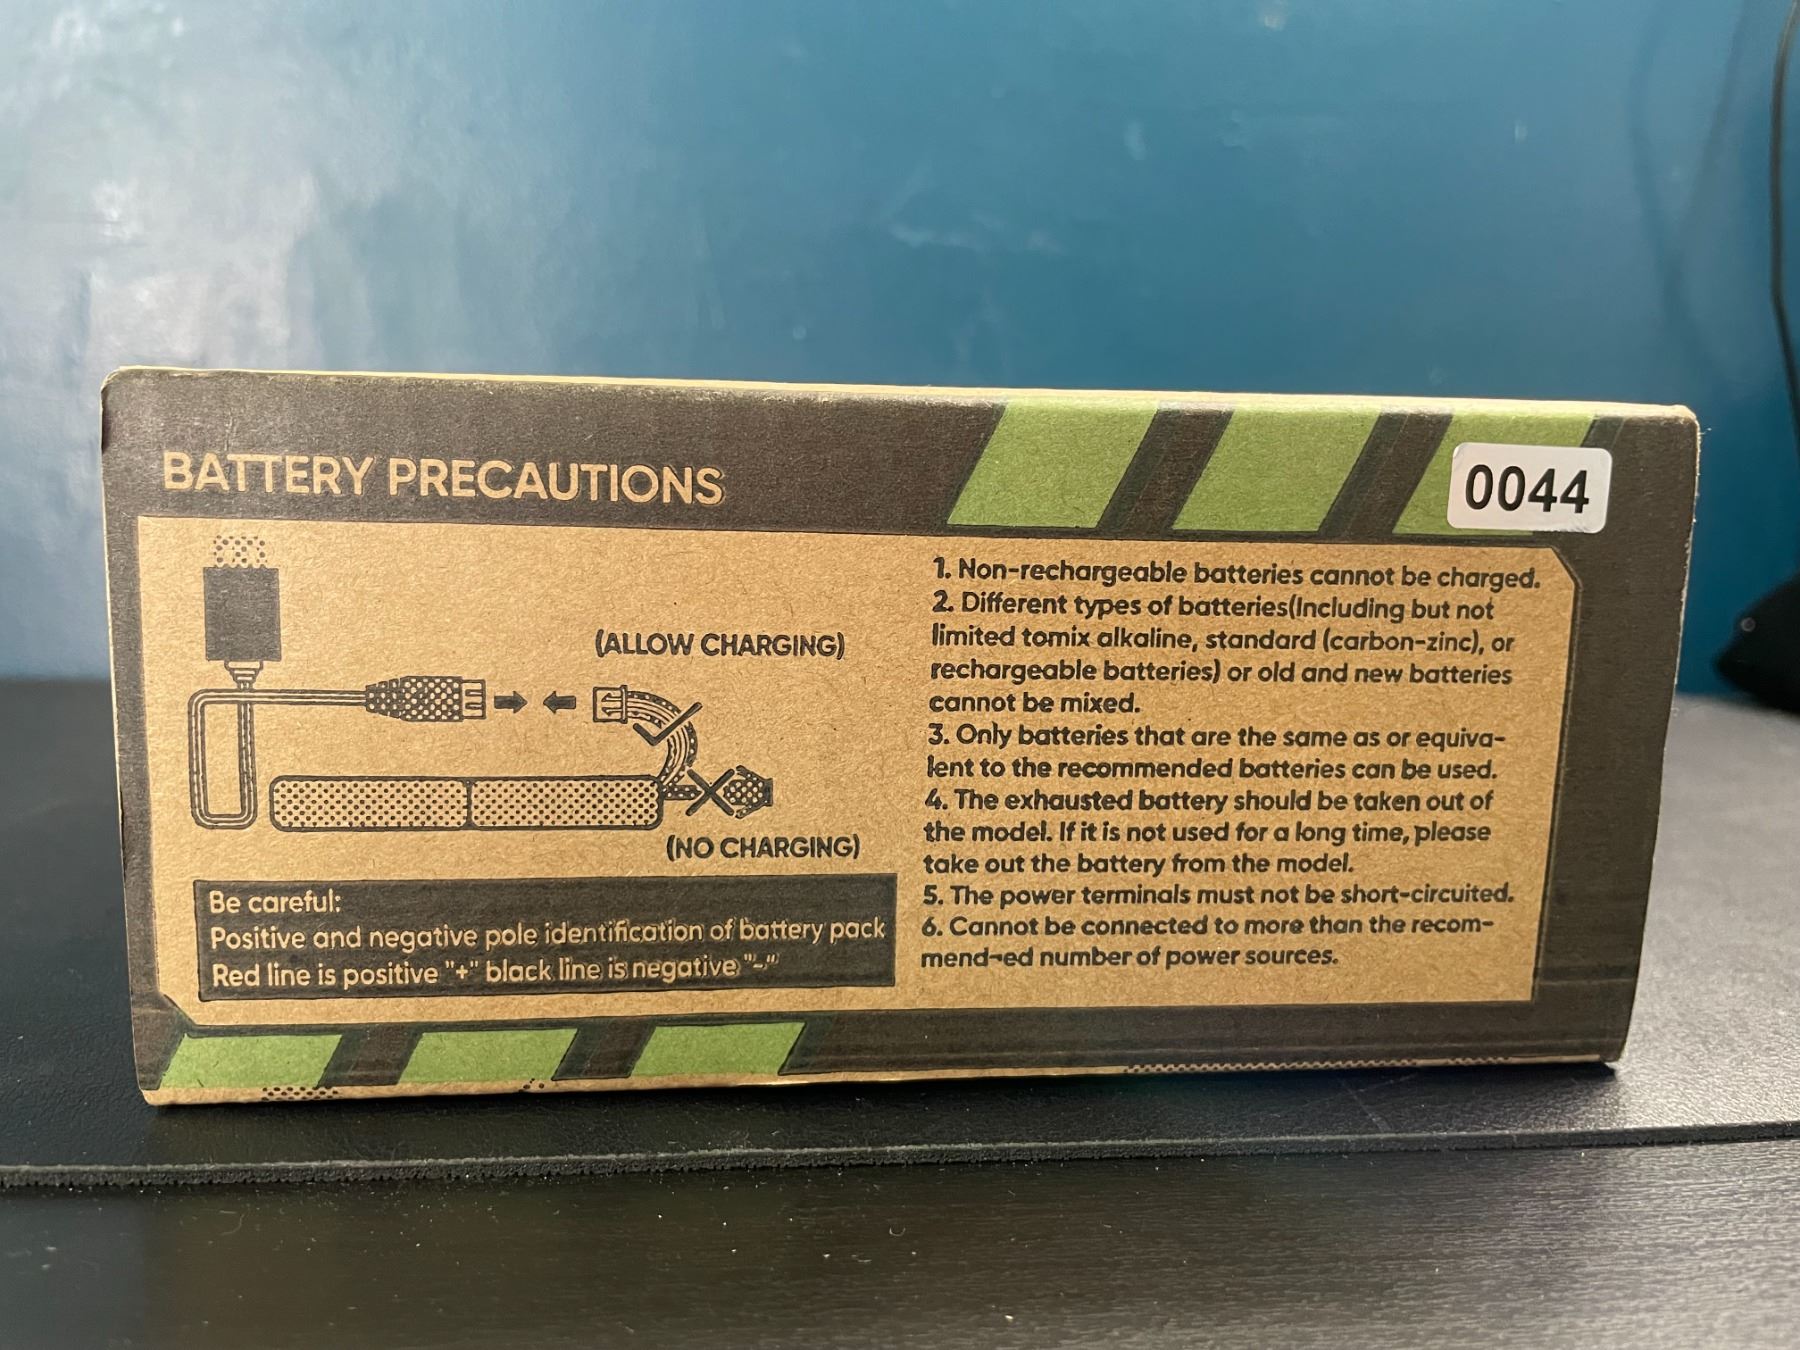 BATTERY PRECAUTIONS
0044
(ALLOW CHARGING)
(NO CHARGING)
Be careful:
Positive and negative pole identification of battery pack
Red line is positive "+" black line is negative "-"
1. Non-rechargeable batteries cannot be charged.
2. Different types of batteries(Including but not
limited tomix alkaline, standard (carbon-zinc), or
rechargeable batteries) or old and new batteries
cannot be mixed.
3. Only batteries that are the same as or equiva-
lent to the recommended batteries can be used.
4. The exhausted battery should be taken out of
the model. If it is not used for a long time, please
take out the battery from the model.
5. The power terminals must not be short-circuited.
6. Cannot be connected to more than the recom-
mend-ed number of power sources.